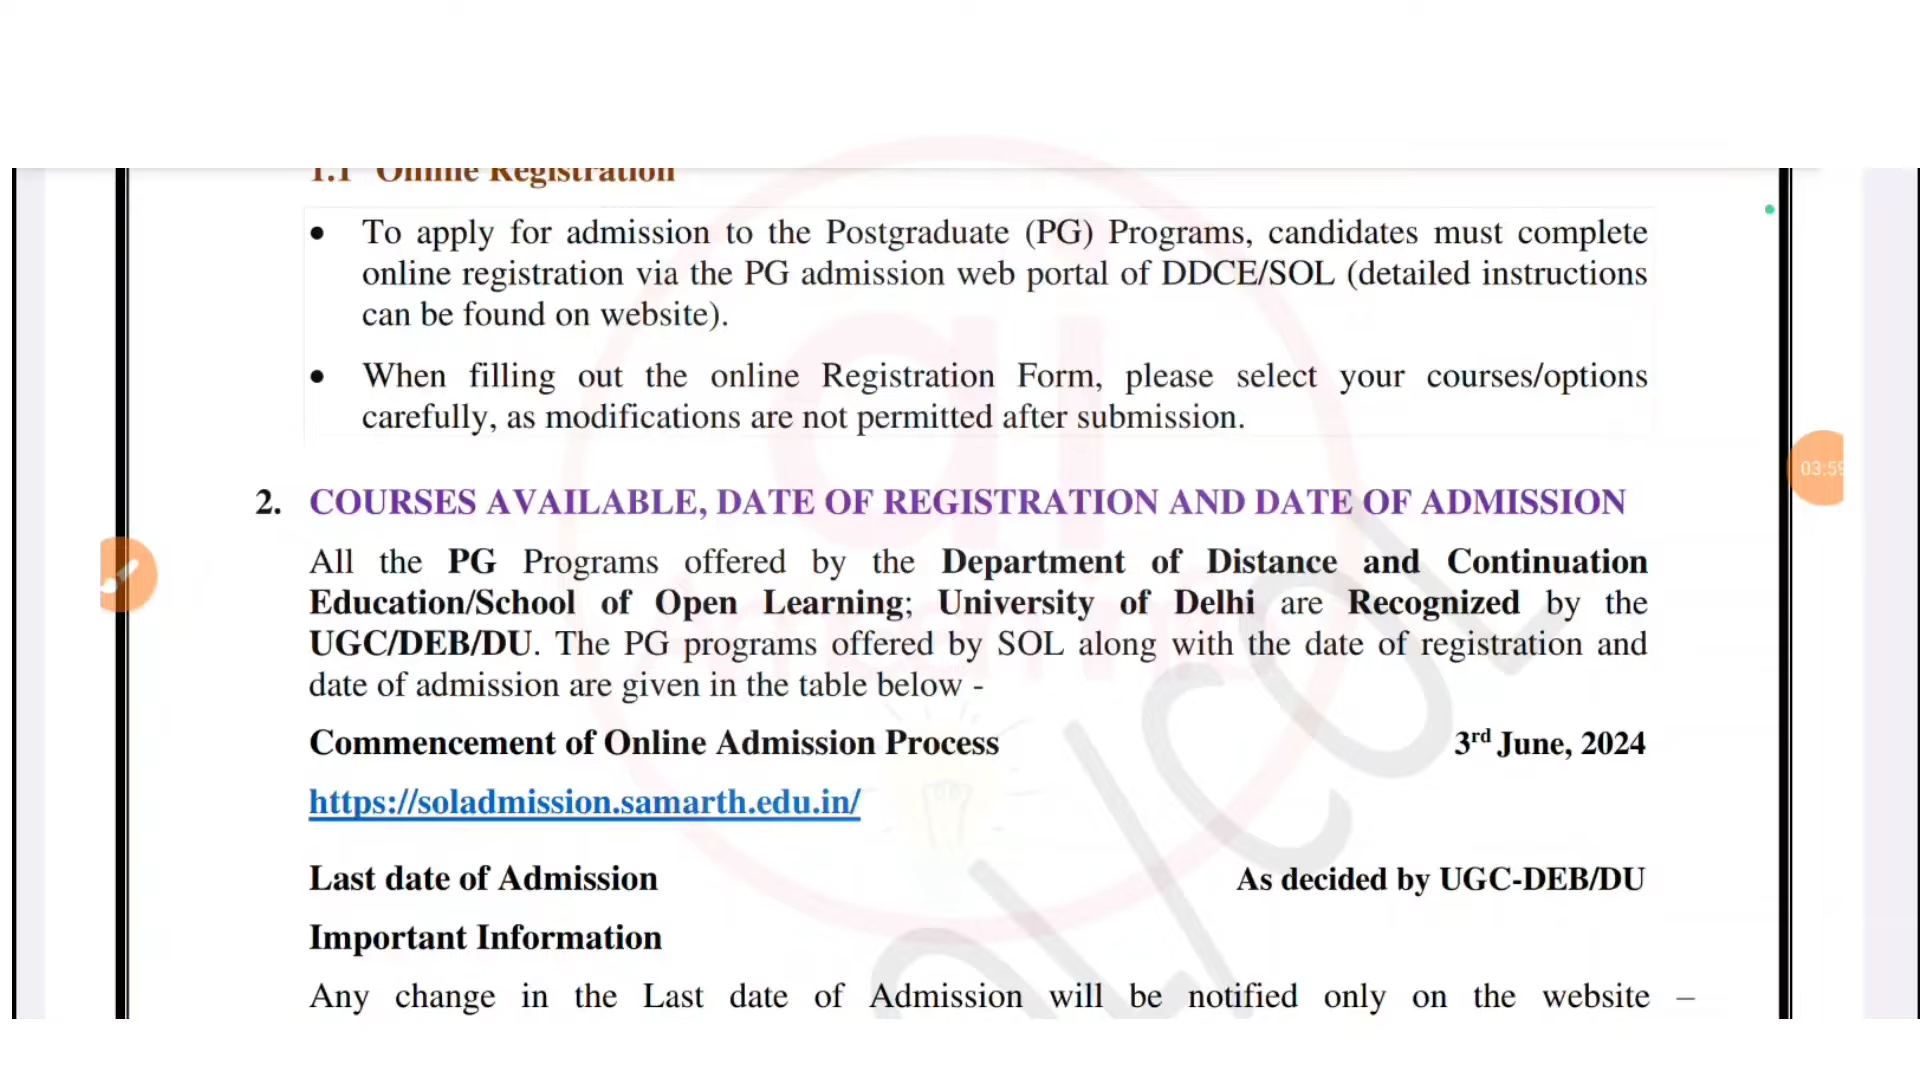 1.1 Online Registration
• To apply for admission to the Postgraduate (PG) Programs, candidates must complete
online registration via the PG admission web portal of DDCE/SOL (detailed instructions
can be found on website).
• When filling out the online Registration Form, please select your courses/options
carefully, as modifications are not permitted after submission.
03:59
2. COURSES AVAILABLE, DATE OF REGISTRATION AND DATE OF ADMISSION
All the PG Programs offered by the Department of Distance and Continuation
Education/School of Open Learning; University of Delhi are Recognized by the
UGC/DEB/DU. The PG programs offered by SOL along with the date of registration and
date of admission are given in the table below -
Commencement of Online Admission Process 3rd June, 2024
https://soladmission.samarth.edu.in/
Last date of Admission As decided by UGC-DEB/DU
Important Information
Any change in the Last date of Admission will be notified only on the website –